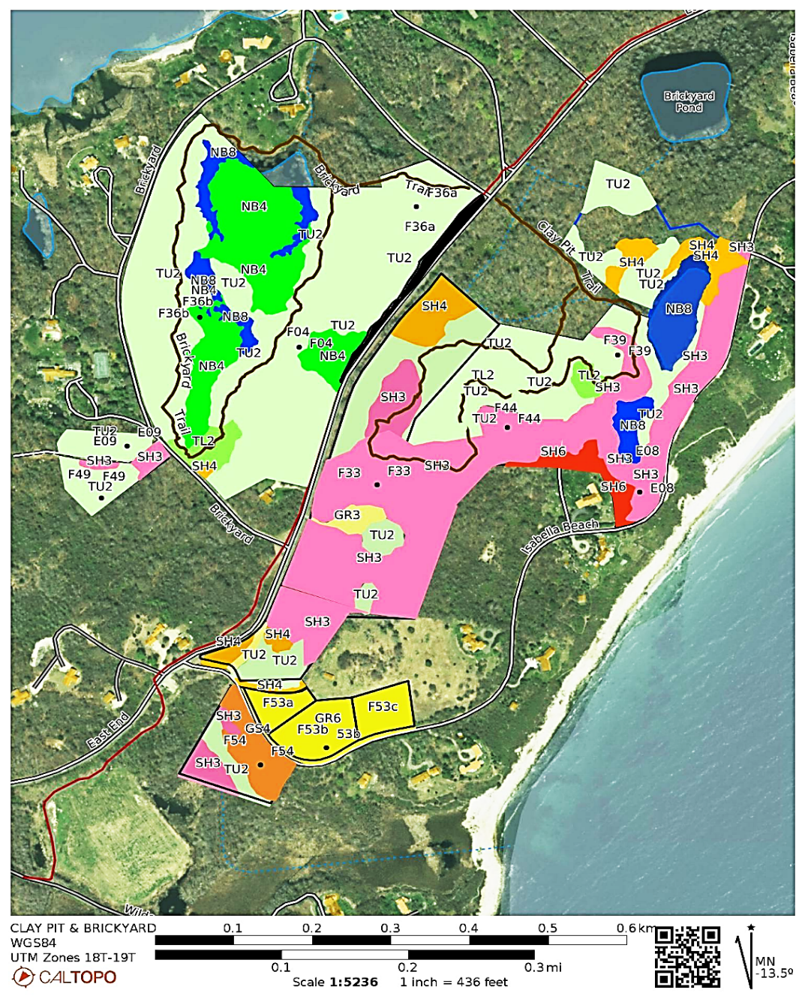 Isabella Beac
Brickyard
Pond
Brickyard
NB8
Brickyard
Trail
F36a
TU2
NB4
F36a
Clay Pit
Trail
TU2
TU2
TU2
SH4
SH4
SH3
SH4
TU2
TU2
NB4
TU2
NB8
TU2
NB4
F36b
F36b
NB8
SH4
NB8
F04
TU2
F04
NB4
TU2
TU2
F39
F39
SH3
Brickyard
NB4
TL2
TU2
TU2
TL2
SH3
SH3
SH3
F44
TU2
F44
TU2
NB8
Trail
TL2
SH4
TU2
E09
E09
SH3
SH3
F49
F49
TU2
F33
F33
SH3
SH6
SH3
E08
SH3
E08
SH6
Brickyard
GR3
TU2
SH3
Isabella Beach
TU2
SH3
SH4
SH4
TU2
TU2
SH4
F53a
F53c
GR6
F53b
53b
SH3
GS4
F54
F54
SH3
TU2
East End
CLAY PIT & BRICKYARD
WGS84
UTM Zones 18T-19T
CALTOPO
0.1 0.2 0.3 0.4 0.5 0.6 km
0.1 0.2 0.3 mi
Scale 1:5236 1 inch = 436 feet
MN
-13.5º